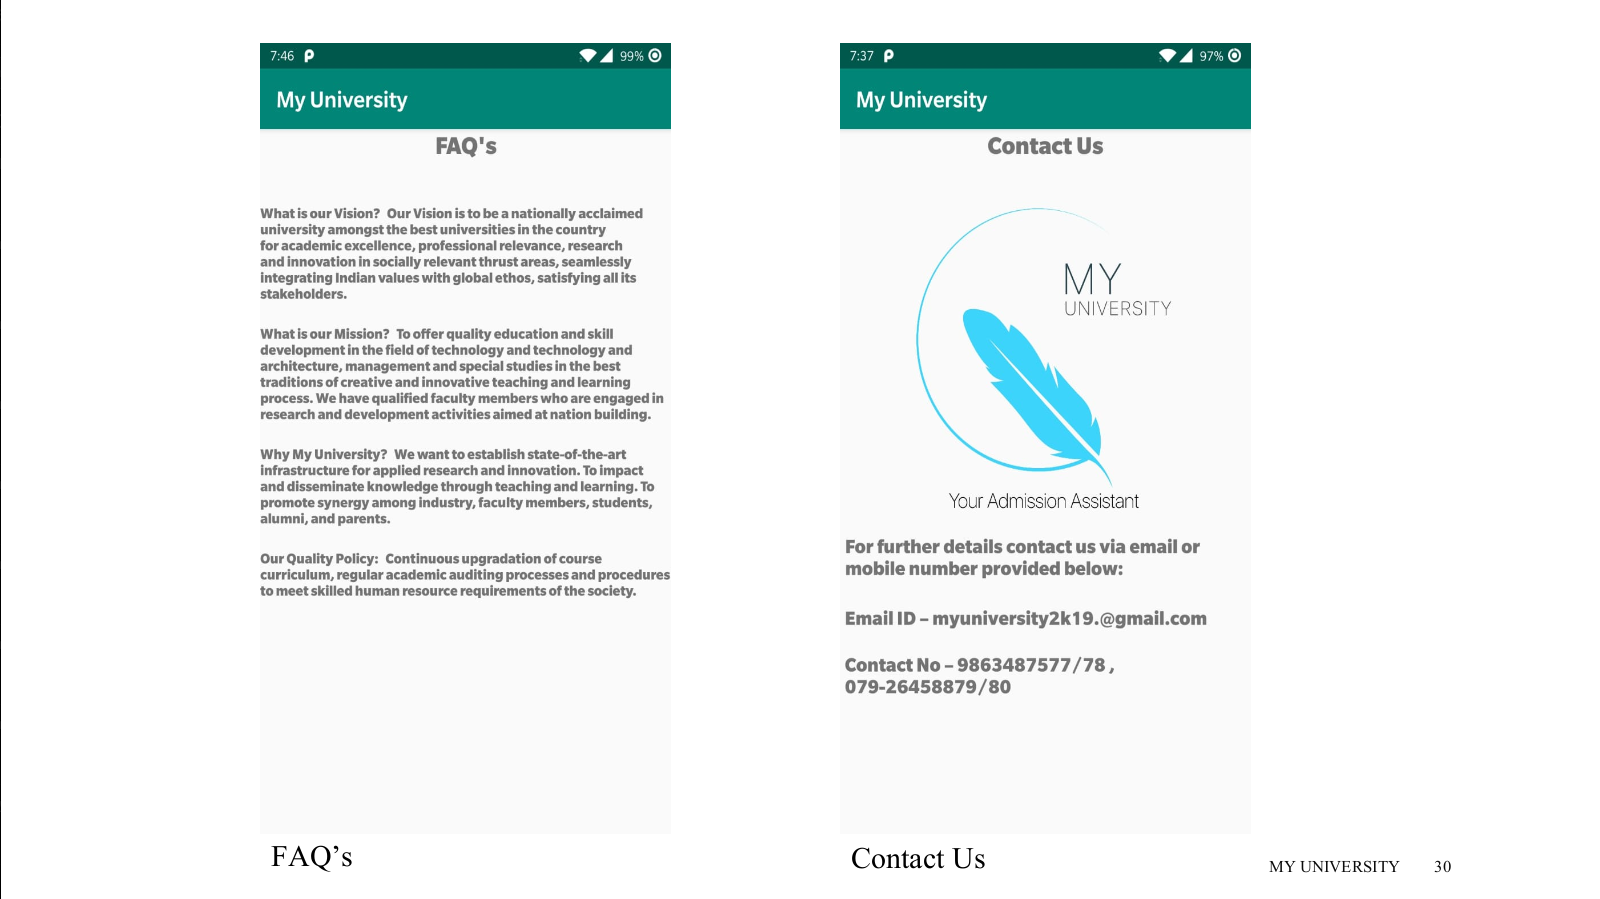 7:46
99%
My University
FAQ's
What is our Vision?  Our Vision is to be a nationally acclaimed
university amongst the best universities in the country
for academic excellence, professional relevance, research
and innovation in socially relevant thrust areas, seamlessly
integrating Indian values with global ethos, satisfying all its
stakeholders.
What is our Mission?  To offer quality education and skill
development in the field of technology and technology and
architecture, management and special studies in the best
traditions of creative and innovative teaching and learning
process. We have qualified faculty members who are engaged in
research and development activities aimed at nation building.
Why My University?  We want to establish state-of-the-art
infrastructure for applied research and innovation. To impact
and disseminate knowledge through teaching and learning. To
promote synergy among industry, faculty members, students,
alumni, and parents.
Our Quality Policy:  Continuous upgradation of course
curriculum, regular academic auditing processes and procedures
to meet skilled human resource requirements of the society.
FAQ’s
7:37
97%
My University
Contact Us
MY
UNIVERSITY
Your Admission Assistant
For further details contact us via email or
mobile number provided below:
Email ID – myuniversity2k19.@gmail.com
Contact No – 9863487577/78 ,
079-26458879/80
Contact Us
MY UNIVERSITY 30